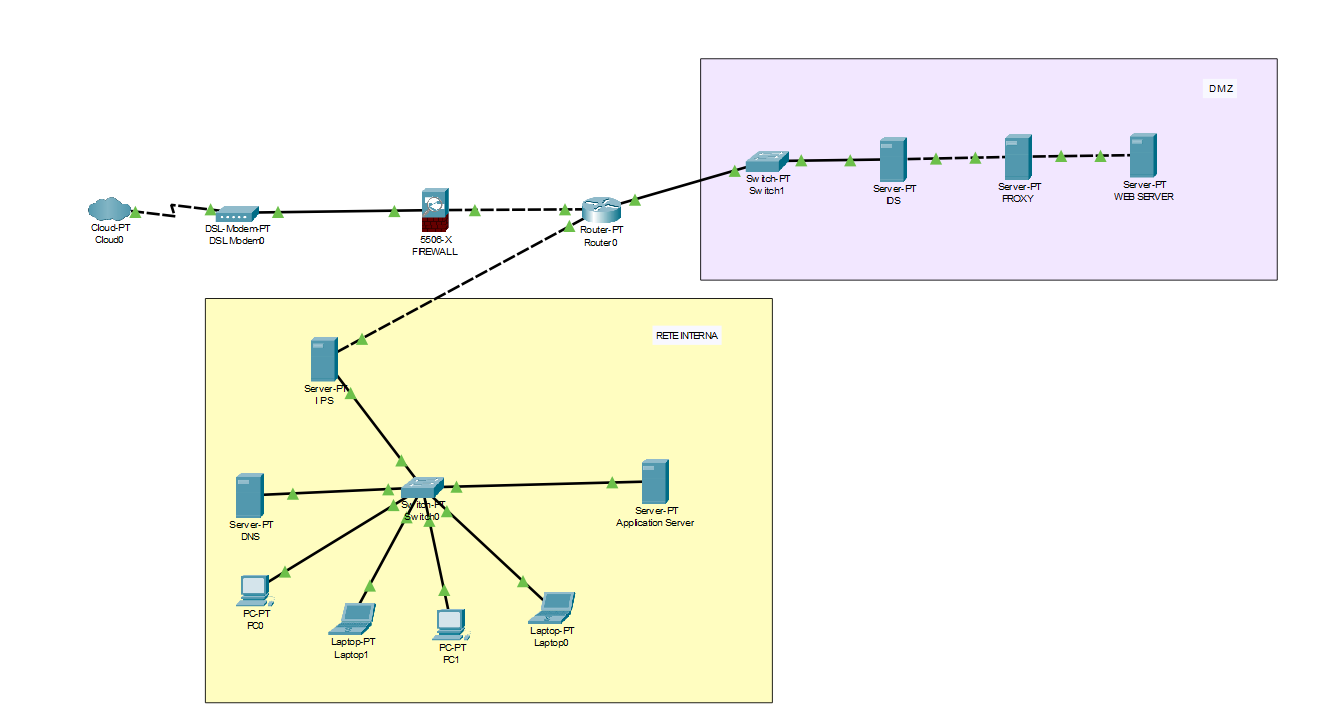 DMZ
Switch-PT
Switch1
Server-PT
IDS
Server-PT
PROXY
Server-PT
WEB SERVER
Cloud-PT
Cloud0
DSL-Modem-PT
DSL Modem0
5506-X
FIREWALL
Router-PT
Router0
RETE INTERNA
Server-PT
IPS
Server-PT
DNS
Switch-PT
Switch0
Server-PT
Application Server
PC-PT
PC0
Laptop-PT
Laptop1
PC-PT
PC1
Laptop-PT
Laptop0